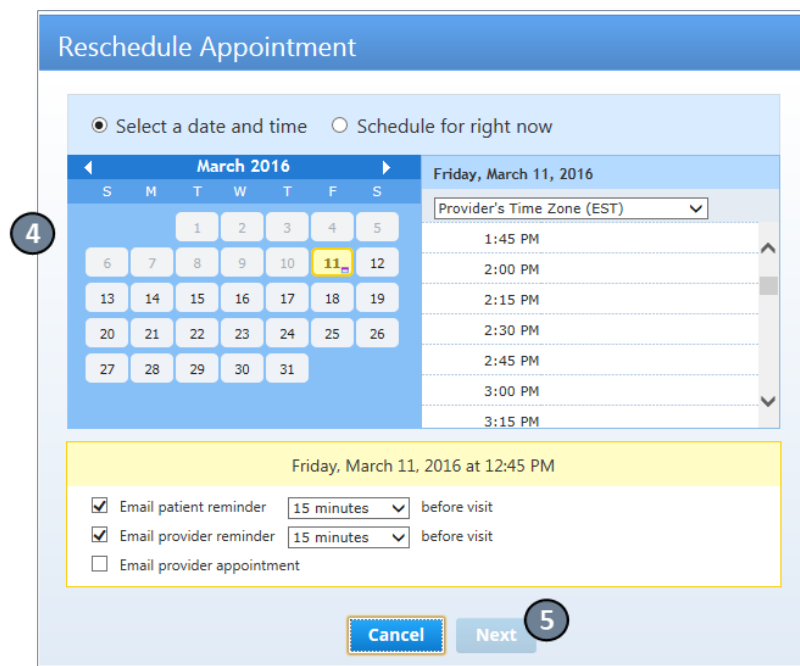 Reschedule Appointment
Select a date and time Schedule for right now
March 2016
S M T W T F S
4
1 2 3 4 5
6 7 8 9 10 11 12
13 14 15 16 17 18 19
20 21 22 23 24 25 26
27 28 29 30 31
Friday, March 11, 2016
Provider's Time Zone (EST)
1:45 PM
2:00 PM
2:15 PM
2:30 PM
2:45 PM
3:00 PM
3:15 PM
Friday, March 11, 2016 at 12:45 PM
Email patient reminder 15 minutes before visit
Email provider reminder 15 minutes before visit
Email provider appointment
Cancel Next 5